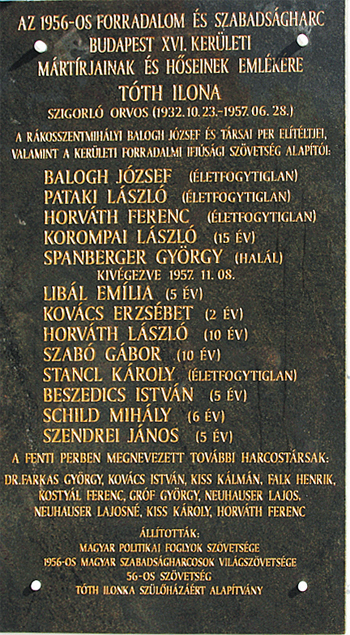 AZ 1956-OS FORRADALOM ÉS SZABADSÁGHARC
BUDAPEST XVI. KERÜLETI
MÁRTÍRJAINAK ÉS HŐSEINEK EMLÉKÉRE
TÓTH ILONA
SZIGORLÓ ORVOS (1932.10.23.-1957.06.28.)
A RÁKOSSZENTMIHÁLYI BALOGH JÓZSEF ÉS TÁRSAI PER ELÍTÉLTJEI,
VALAMINT A KERÜLETI FORRADALMI IFJÚSÁGI SZÖVETSÉG ALAPÍTÓI:
BALOGH JÓZSEF (ÉLETFOGYTIGLAN)
PATAKI LÁSZLÓ (ÉLETFOGYTIGLAN)
HORVÁTH FERENC (ÉLETFOGYTIGLAN)
KOROMPAI LÁSZLÓ (15 ÉV)
SPANBERGER GYÖRGY (HALÁL)
KIVÉGEZVE 1957. 11. 08.
LIBÁL EMÍLIA (5 ÉV)
KOVÁCS ERZSÉBET (2 ÉV)
HORVÁTH LÁSZLÓ (10 ÉV)
SZABÓ GÁBOR (10 ÉV)
STANCL KÁROLY (ÉLETFOGYTIGLAN)
BESZEDICS ISTVÁN (5 ÉV)
SCHILD MIHÁLY (6 ÉV)
SZENDREI JÁNOS (5 ÉV)
A FENTI PERBEN MEGNEVEZETT TOVÁBBI HARCOSTÁRSAK:
DR.FARKAS GYÖRGY, KOVÁCS ISTVÁN, KISS KÁLMÁN, FALK HENRIK,
KOSTYÁL FERENC, GRÓF GYÖRGY, NEUHAUSER LAJOS,
NEUHAUSER LAJOSNÉ, KISS KÁROLY, HORVÁTH FERENC
ÁLLÍTOTTÁK:
MAGYAR POLITIKAI FOGLYOK SZÖVETSÉGE
1956-OS MAGYAR SZABADSÁGHARCOSOK VILÁGSZÖVETSÉGE
56-OS SZÖVETSÉG
TÓTH ILONKA SZÜLŐHÁZÁÉRT ALAPÍTVÁNY